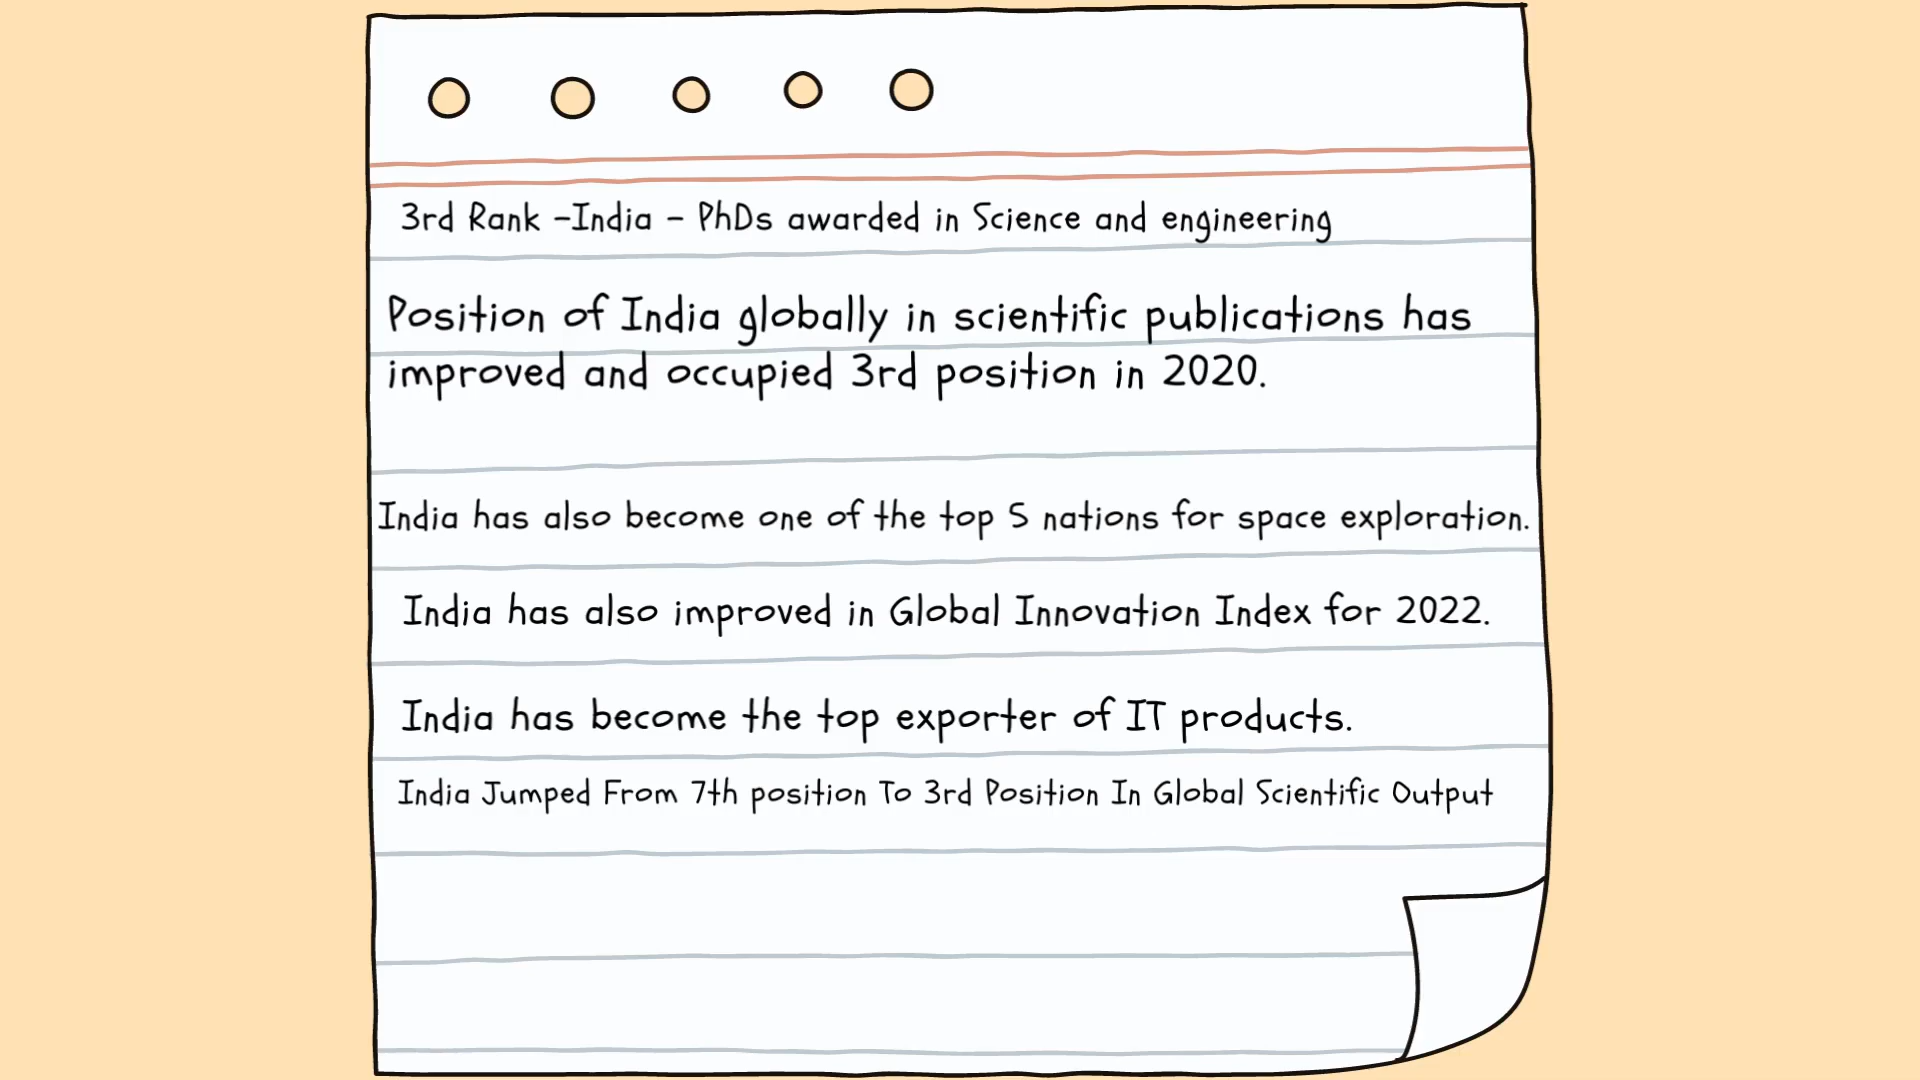 3rd Rank -India - PhDs awarded in Science and engineering
Position of India globally in scientific publications has
improved and occupied 3rd position in 2020.
India has also become one of the top 5 nations for space exploration.
India has also improved in Global Innovation Index for 2022.
India has become the top exporter of IT products.
India Jumped From 7th position To 3rd Position In Global Scientific Output